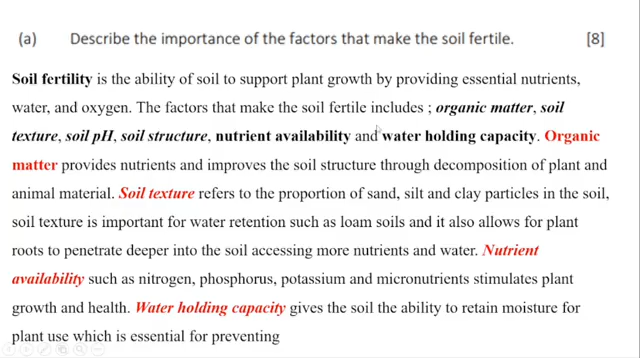 (a) Describe the importance of the factors that make the soil fertile. [8]
Soil fertility is the ability of soil to support plant growth by providing essential nutrients,
water, and oxygen. The factors that make the soil fertile includes ; organic matter, soil
texture, soil pH, soil structure, nutrient availability and water holding capacity. Organic
matter provides nutrients and improves the soil structure through decomposition of plant and
animal material. Soil texture refers to the proportion of sand, silt and clay particles in the soil,
soil texture is important for water retention such as loam soils and it also allows for plant
roots to penetrate deeper into the soil accessing more nutrients and water. Nutrient
availability such as nitrogen, phosphorus, potassium and micronutrients stimulates plant
growth and health. Water holding capacity gives the soil the ability to retain moisture for
plant use which is essential for preventing